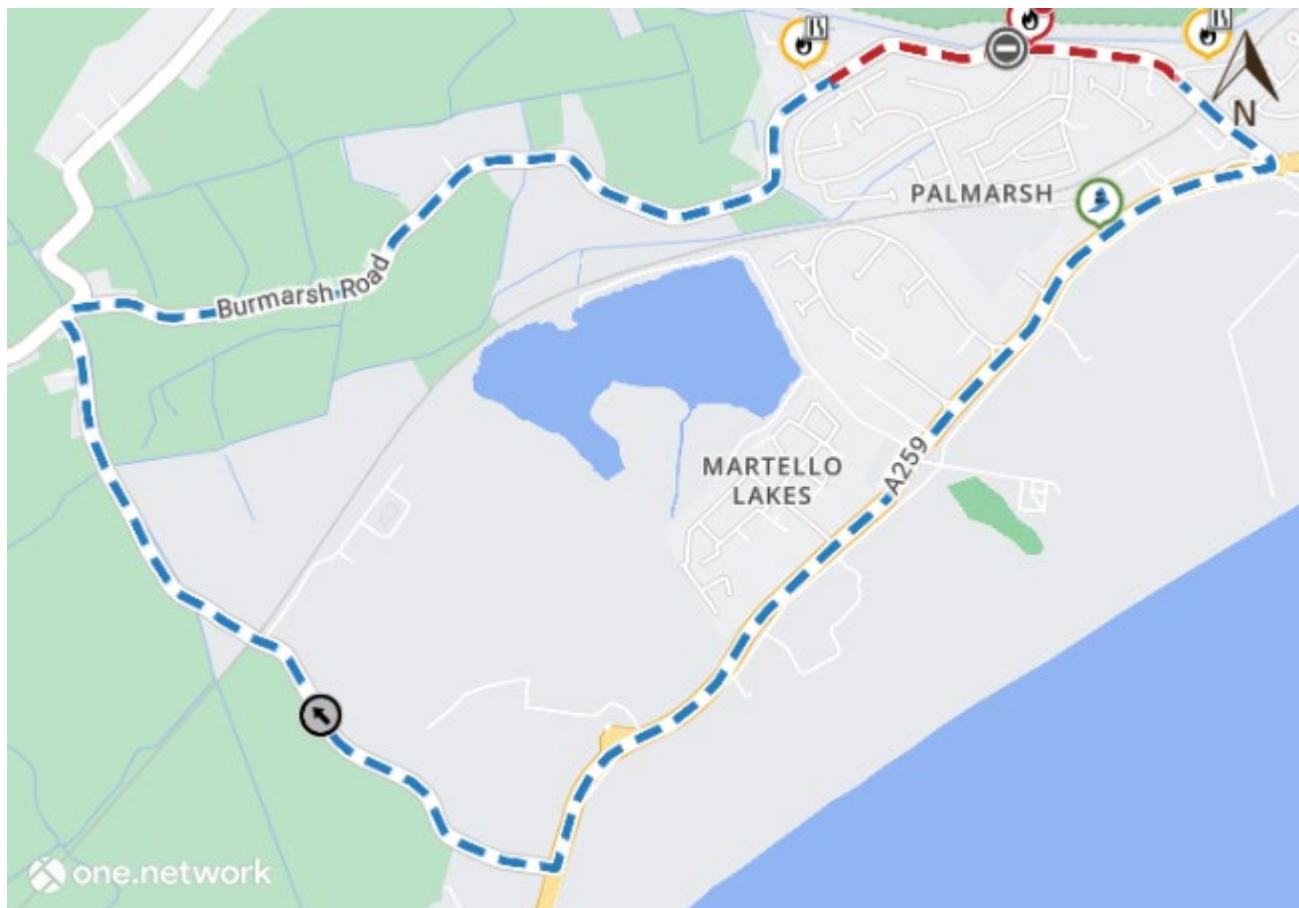 N
PALMARSH
Burmarsh Road
MARTELLO
LAKES
A259
one.network